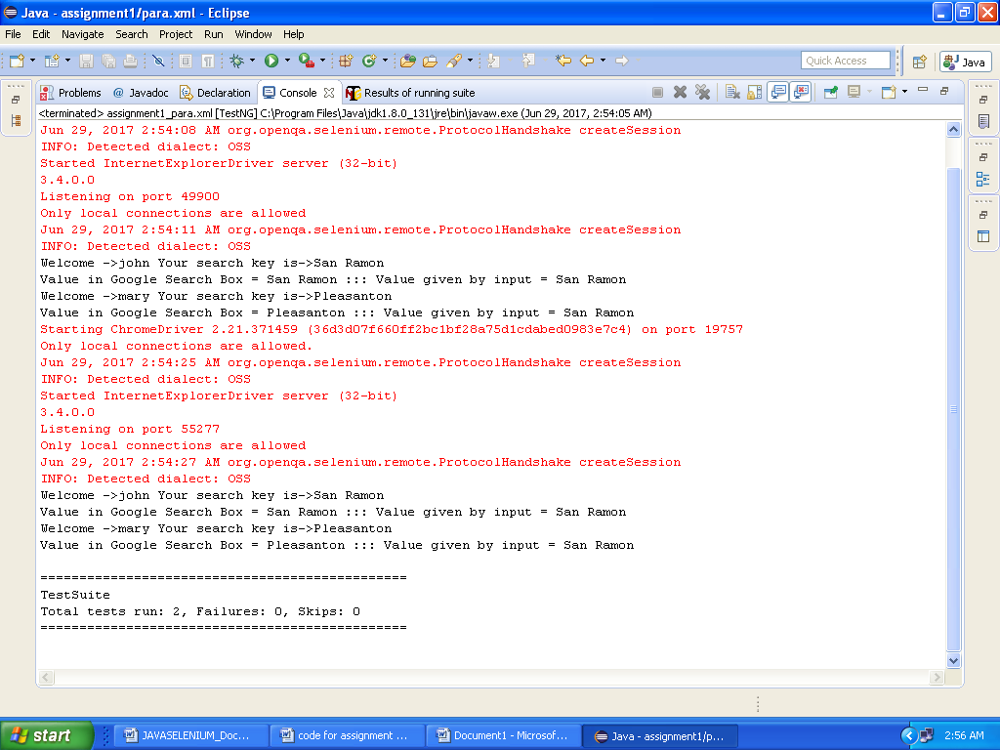 Java - assignment1/para.xml - Eclipse
File Edit Navigate Search Project Run Window Help
Quick Access
Java
Problems @ Javadoc Declaration Console Results of running suite
<terminated> assignment1_para.xml [TestNG] C:\Program Files\Java\jdk1.8.0_131\jre\bin\javaw.exe (Jun 29, 2017, 2:54:05 AM)
Jun 29, 2017 2:54:08 AM org.openqa.selenium.remote.ProtocolHandshake createSession
INFO: Detected dialect: OSS
Started InternetExplorerDriver server (32-bit)
3.4.0.0
Listening on port 49900
Only local connections are allowed
Jun 29, 2017 2:54:11 AM org.openqa.selenium.remote.ProtocolHandshake createSession
INFO: Detected dialect: OSS
Welcome ->john Your search key is->San Ramon
Value in Google Search Box = San Ramon ::: Value given by input = San Ramon
Welcome ->mary Your search key is->Pleasanton
Value in Google Search Box = Pleasanton ::: Value given by input = San Ramon
Starting ChromeDriver 2.21.371459 (36d3d07f660ff2bc1bf28a75d1cdabed0983e7c4) on port 19757
Only local connections are allowed.
Jun 29, 2017 2:54:25 AM org.openqa.selenium.remote.ProtocolHandshake createSession
INFO: Detected dialect: OSS
Started InternetExplorerDriver server (32-bit)
3.4.0.0
Listening on port 55277
Only local connections are allowed
Jun 29, 2017 2:54:27 AM org.openqa.selenium.remote.ProtocolHandshake createSession
INFO: Detected dialect: OSS
Welcome ->john Your search key is->San Ramon
Value in Google Search Box = San Ramon ::: Value given by input = San Ramon
Welcome ->mary Your search key is->Pleasanton
Value in Google Search Box = Pleasanton ::: Value given by input = San Ramon
===============================================
TestSuite
Total tests run: 2, Failures: 0, Skips: 0
===============================================
start JAVASELENIUM_Doc... code for assignment ... Document1 - Microsof... Java - assignment1/p... 2:56 AM